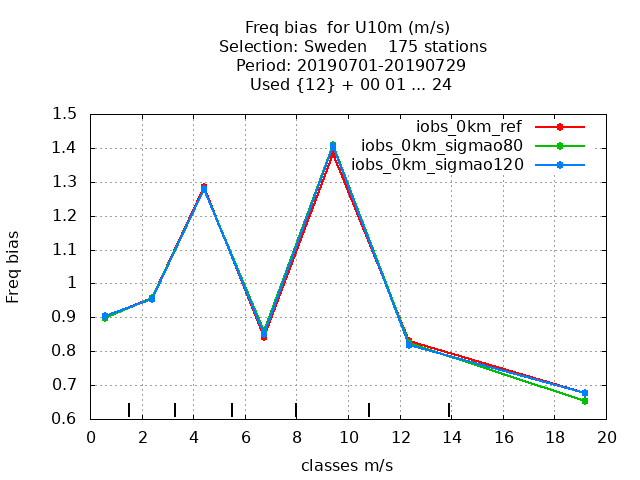 Freq bias  for U10m (m/s)
Selection: Sweden    175 stations
Period: 20190701-20190729
Used {12} + 00 01 ... 24
iobs_0km_ref
iobs_0km_sigmao80
iobs_0km_sigmao120
Freq bias
1.5
1.4
1.3
1.2
1.1
1
0.9
0.8
0.7
0.6
0 2 4 6 8 10 12 14 16 18 20
classes m/s